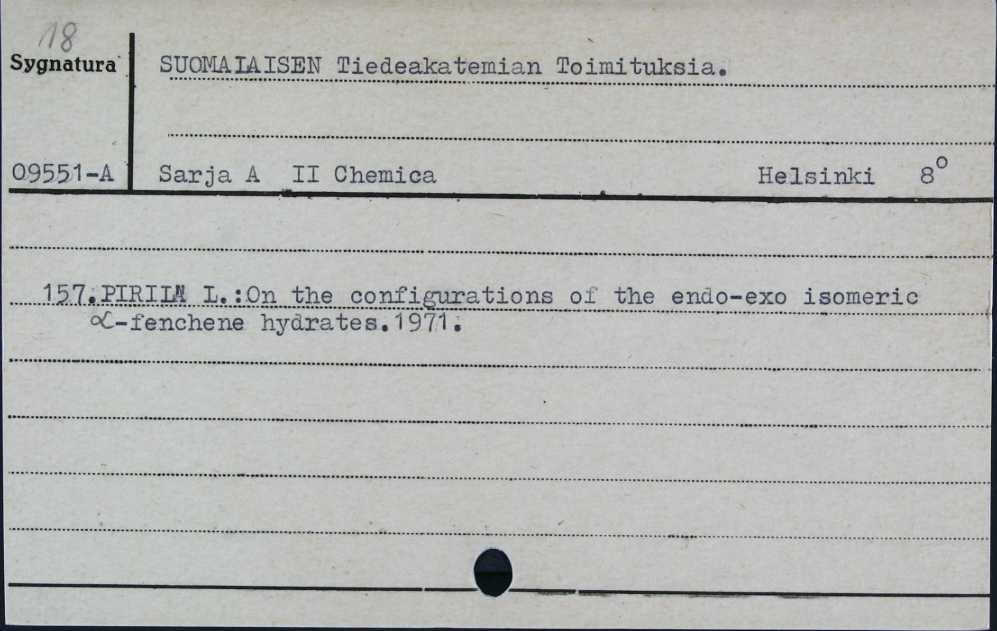 18
Sygnatura
SUOMALAISEN Tiedeakatemian Toimituksia.
09551-A Sarja A II Chemica Helsinki 8°
157.PIRILÄ L.:On the configurations of the endo-exo isomeric
α-fenchene hydrates.1971.